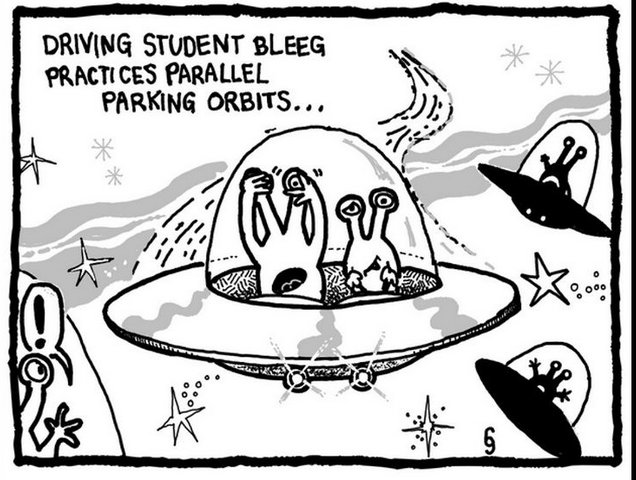 DRIVING STUDENT BLEEG
PRACTICES PARALLEL
PARKING ORBITS...
!
§